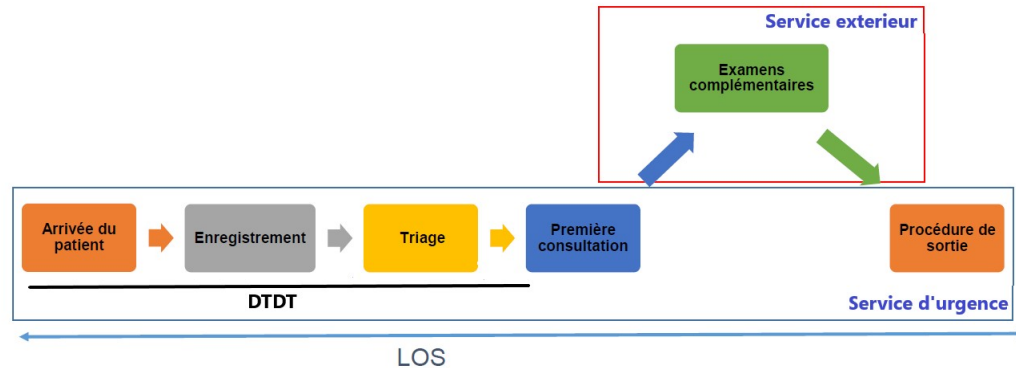 Service exterieur
Examens
complémentaires
Arrivée du
patient
Enregistrement
Triage
Première
consultation
Procédure de
sortie
DTDT
Service d'urgence
LOS